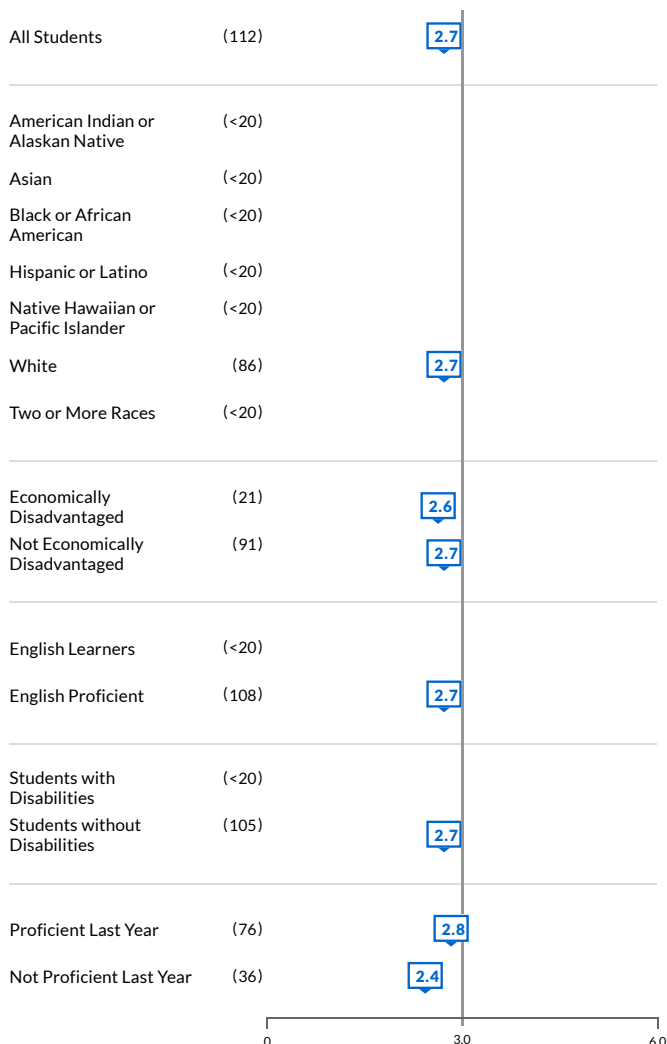 All Students (112) 2.7
American Indian or (<20)
Alaskan Native
Asian (<20)
Black or African (<20)
American
Hispanic or Latino (<20)
Native Hawaiian or (<20)
Pacific Islander
White (86) 2.7
Two or More Races (<20)
Economically (21) 2.6
Disadvantaged
Not Economically (91) 2.7
Disadvantaged
English Learners (<20)
English Proficient (108) 2.7
Students with (<20)
Disabilities
Students without (105) 2.7
Disabilities
Proficient Last Year (76) 2.8
Not Proficient Last Year (36) 2.4
0 3.0 6.0